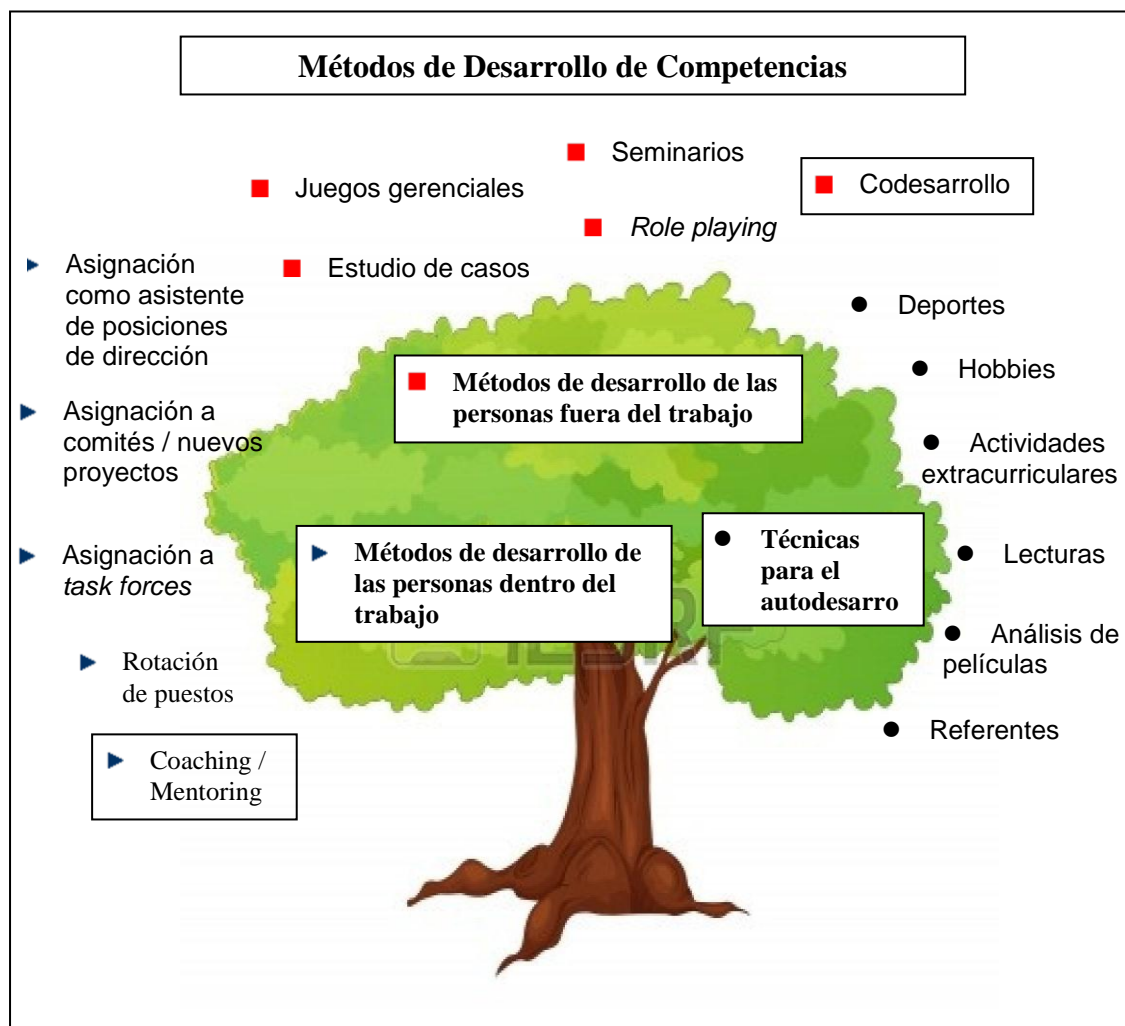 Métodos de Desarrollo de Competencias
Seminarios
Juegos gerenciales
Codesarrollo
Role playing
Estudio de casos
Asignación
como asistente
de posiciones
de dirección
Deportes
Hobbies
Métodos de desarrollo de las
personas fuera del trabajo
Asignación a
comités / nuevos
proyectos
Actividades
extracurriculares
Métodos de desarrollo de
las personas dentro del
trabajo
Técnicas
para el
autodesarro
Asignación a
task forces
Lecturas
Análisis de
películas
Rotación
de puestos
Referentes
Coaching /
Mentoring